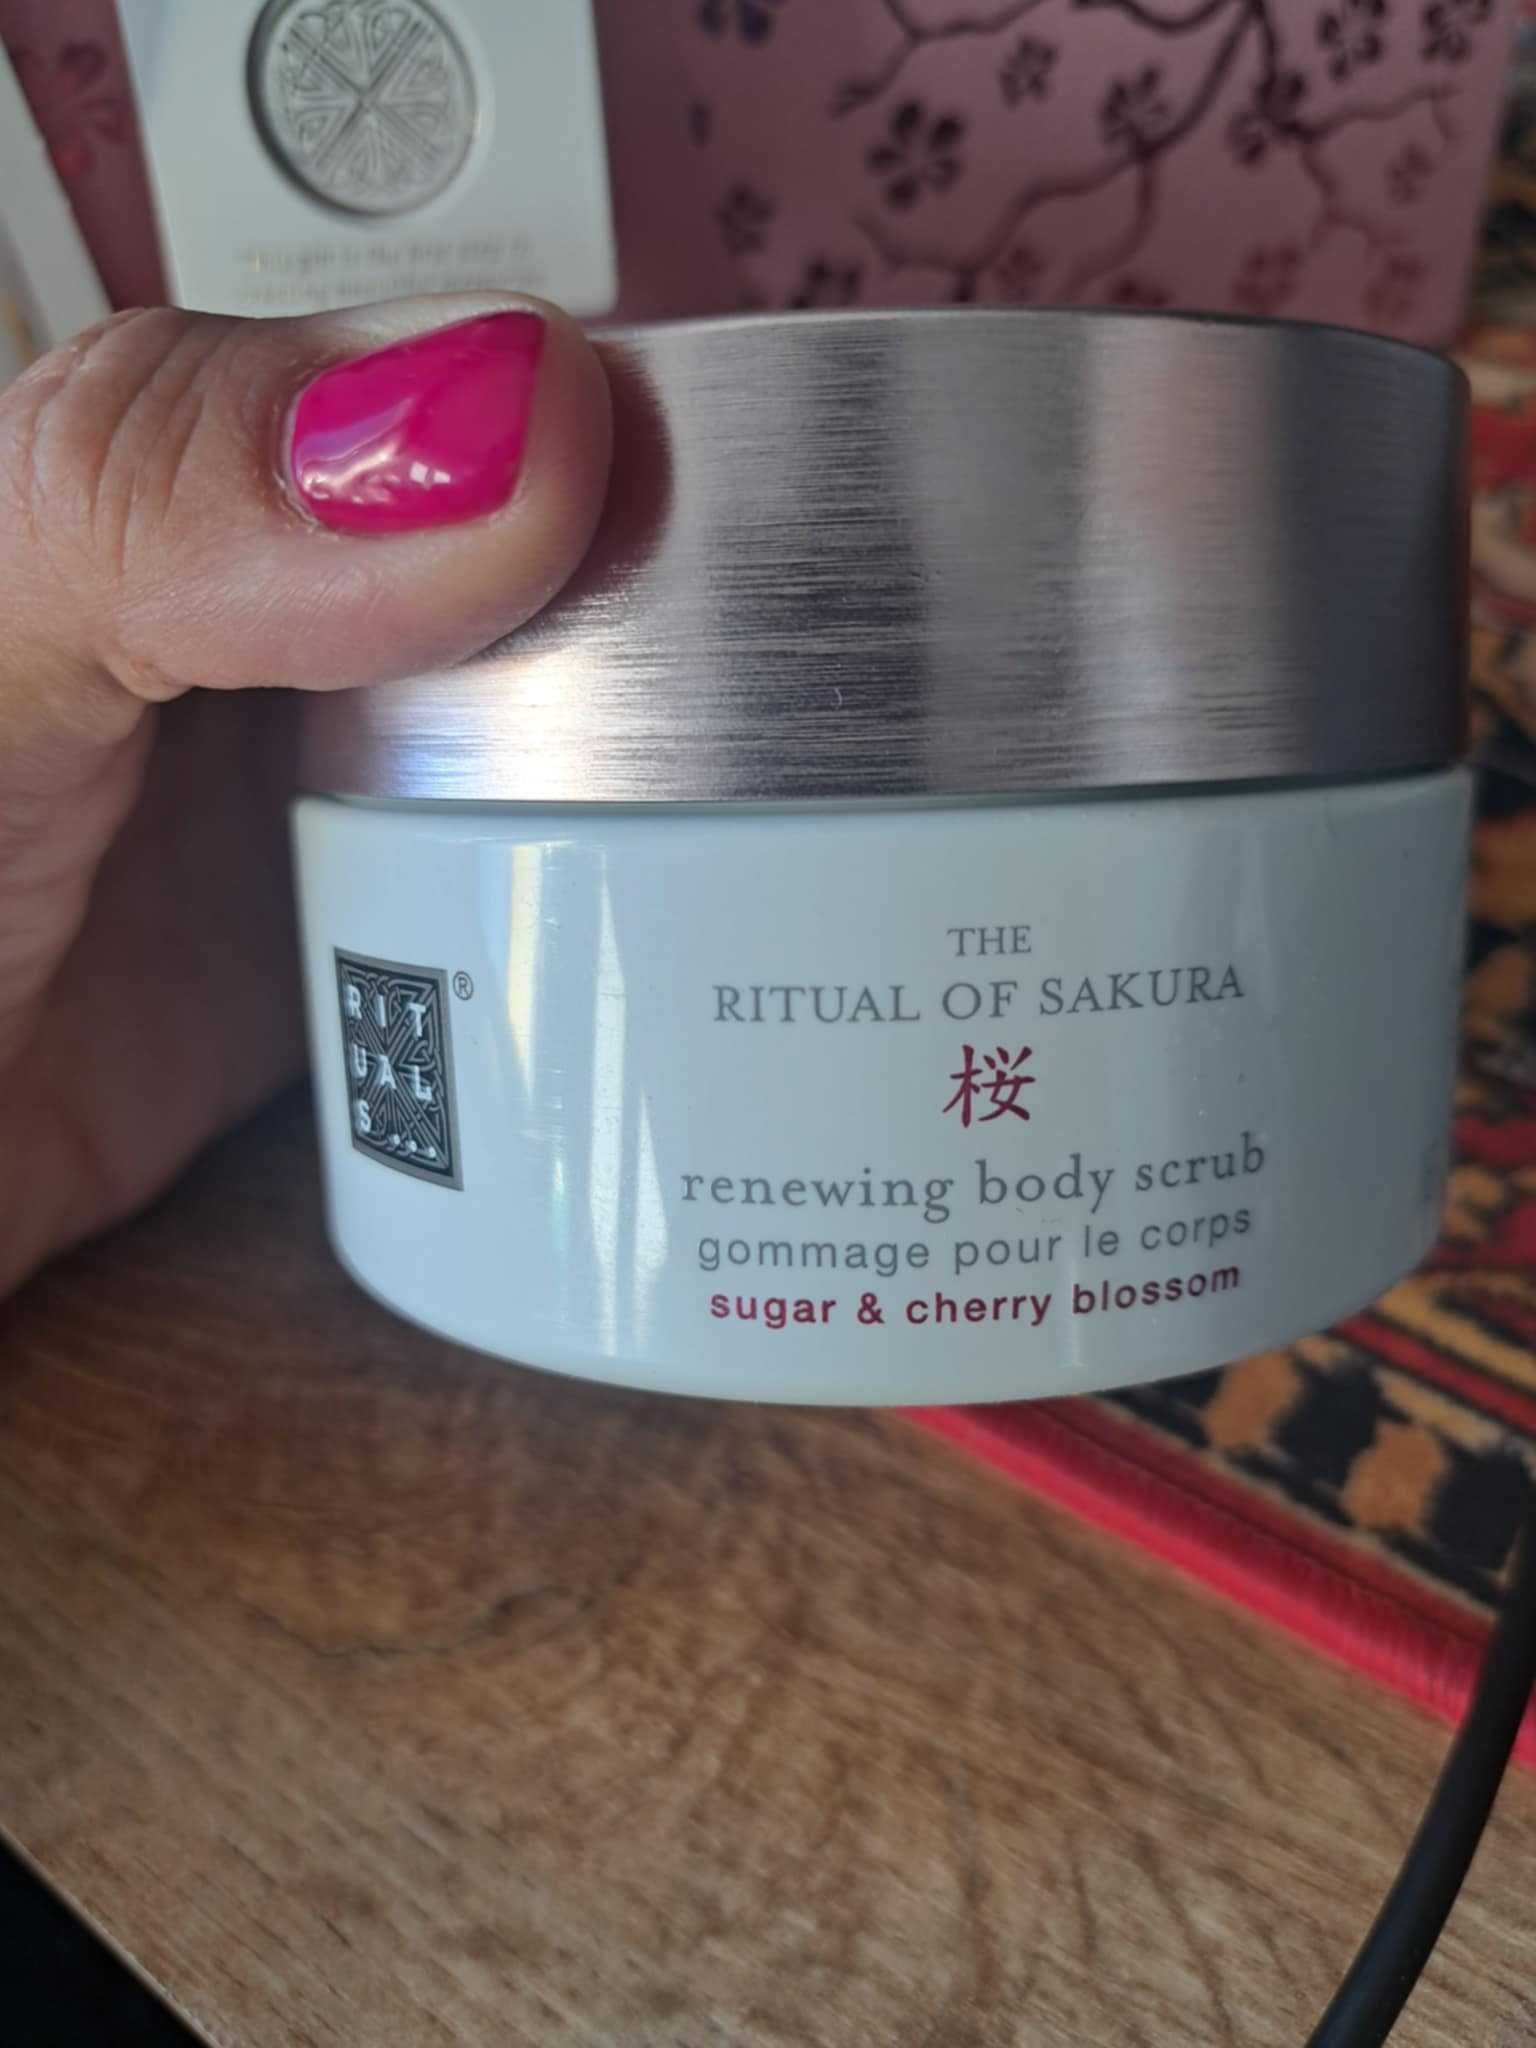 RIT
UAL
S...
®
THE
RITUAL OF SAKURA
桜
renewing body scrub
gommage pour le corps
sugar & cherry blossom